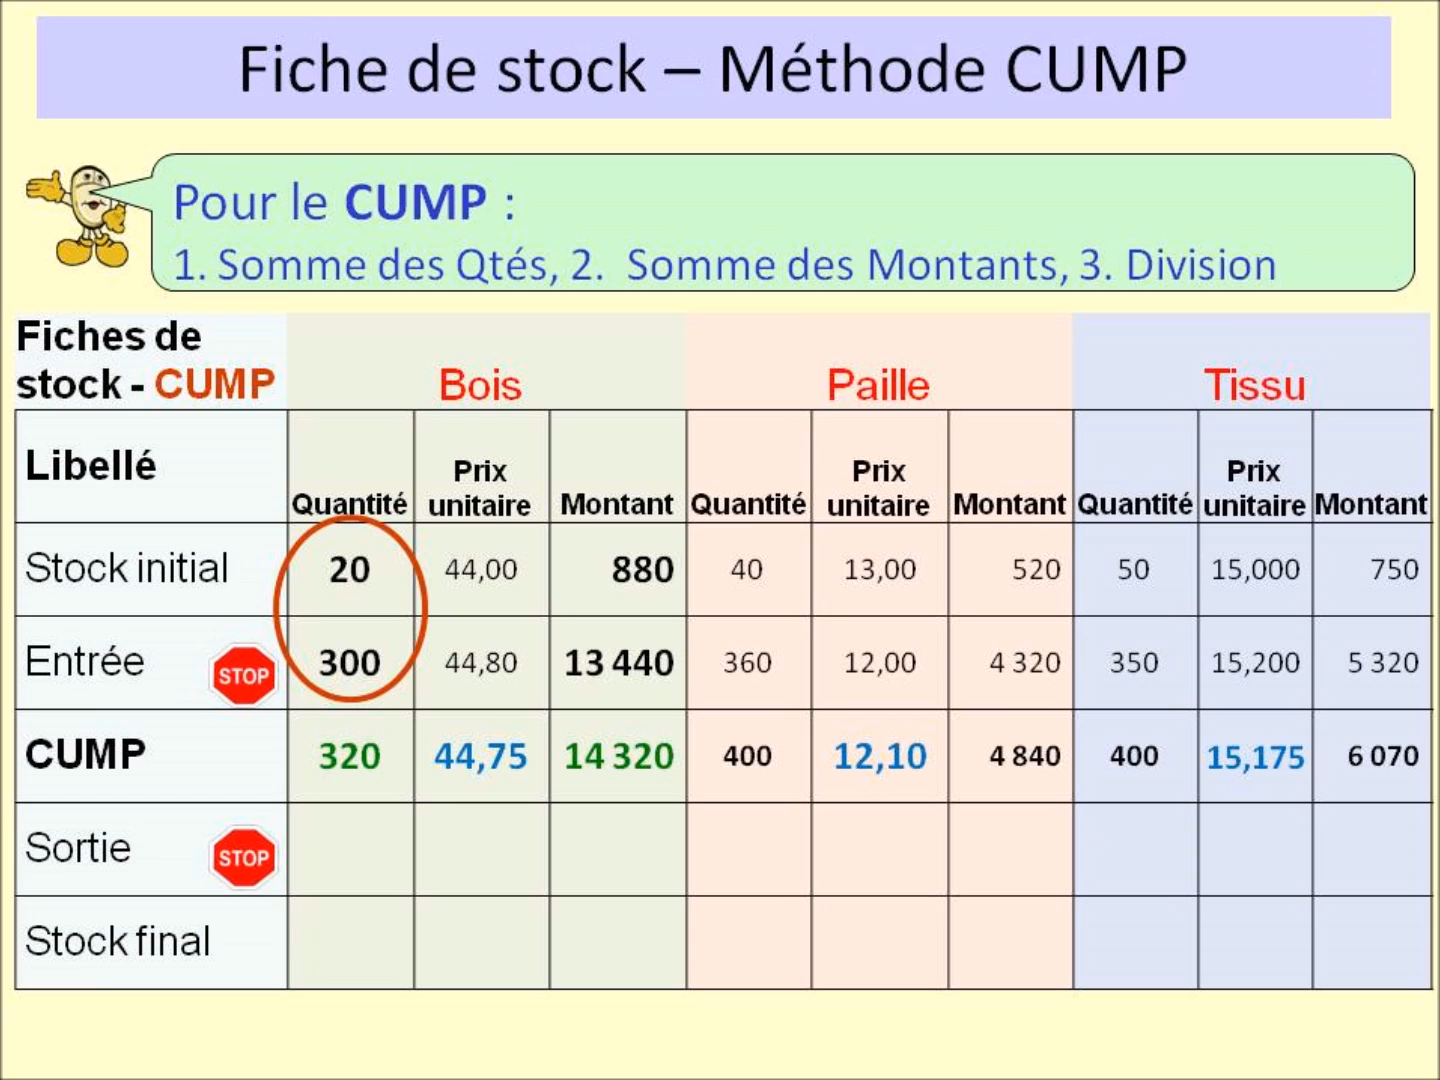 Fiche de stock – Méthode CUMP
Pour le CUMP :
1. Somme des Qtés, 2. Somme des Montants, 3. Division
Fiches de
stock - CUMP Bois Paille Tissu
Libellé Quantité Prix unitaire Montant Quantité Prix unitaire Montant Quantité Prix unitaire Montant
Stock initial 20 44,00 880 40 13,00 520 50 15,000 750
Entrée STOP 300 44,80 13 440 360 12,00 4 320 350 15,200 5 320
CUMP 320 44,75 14 320 400 12,10 4 840 400 15,175 6 070
Sortie STOP
Stock final